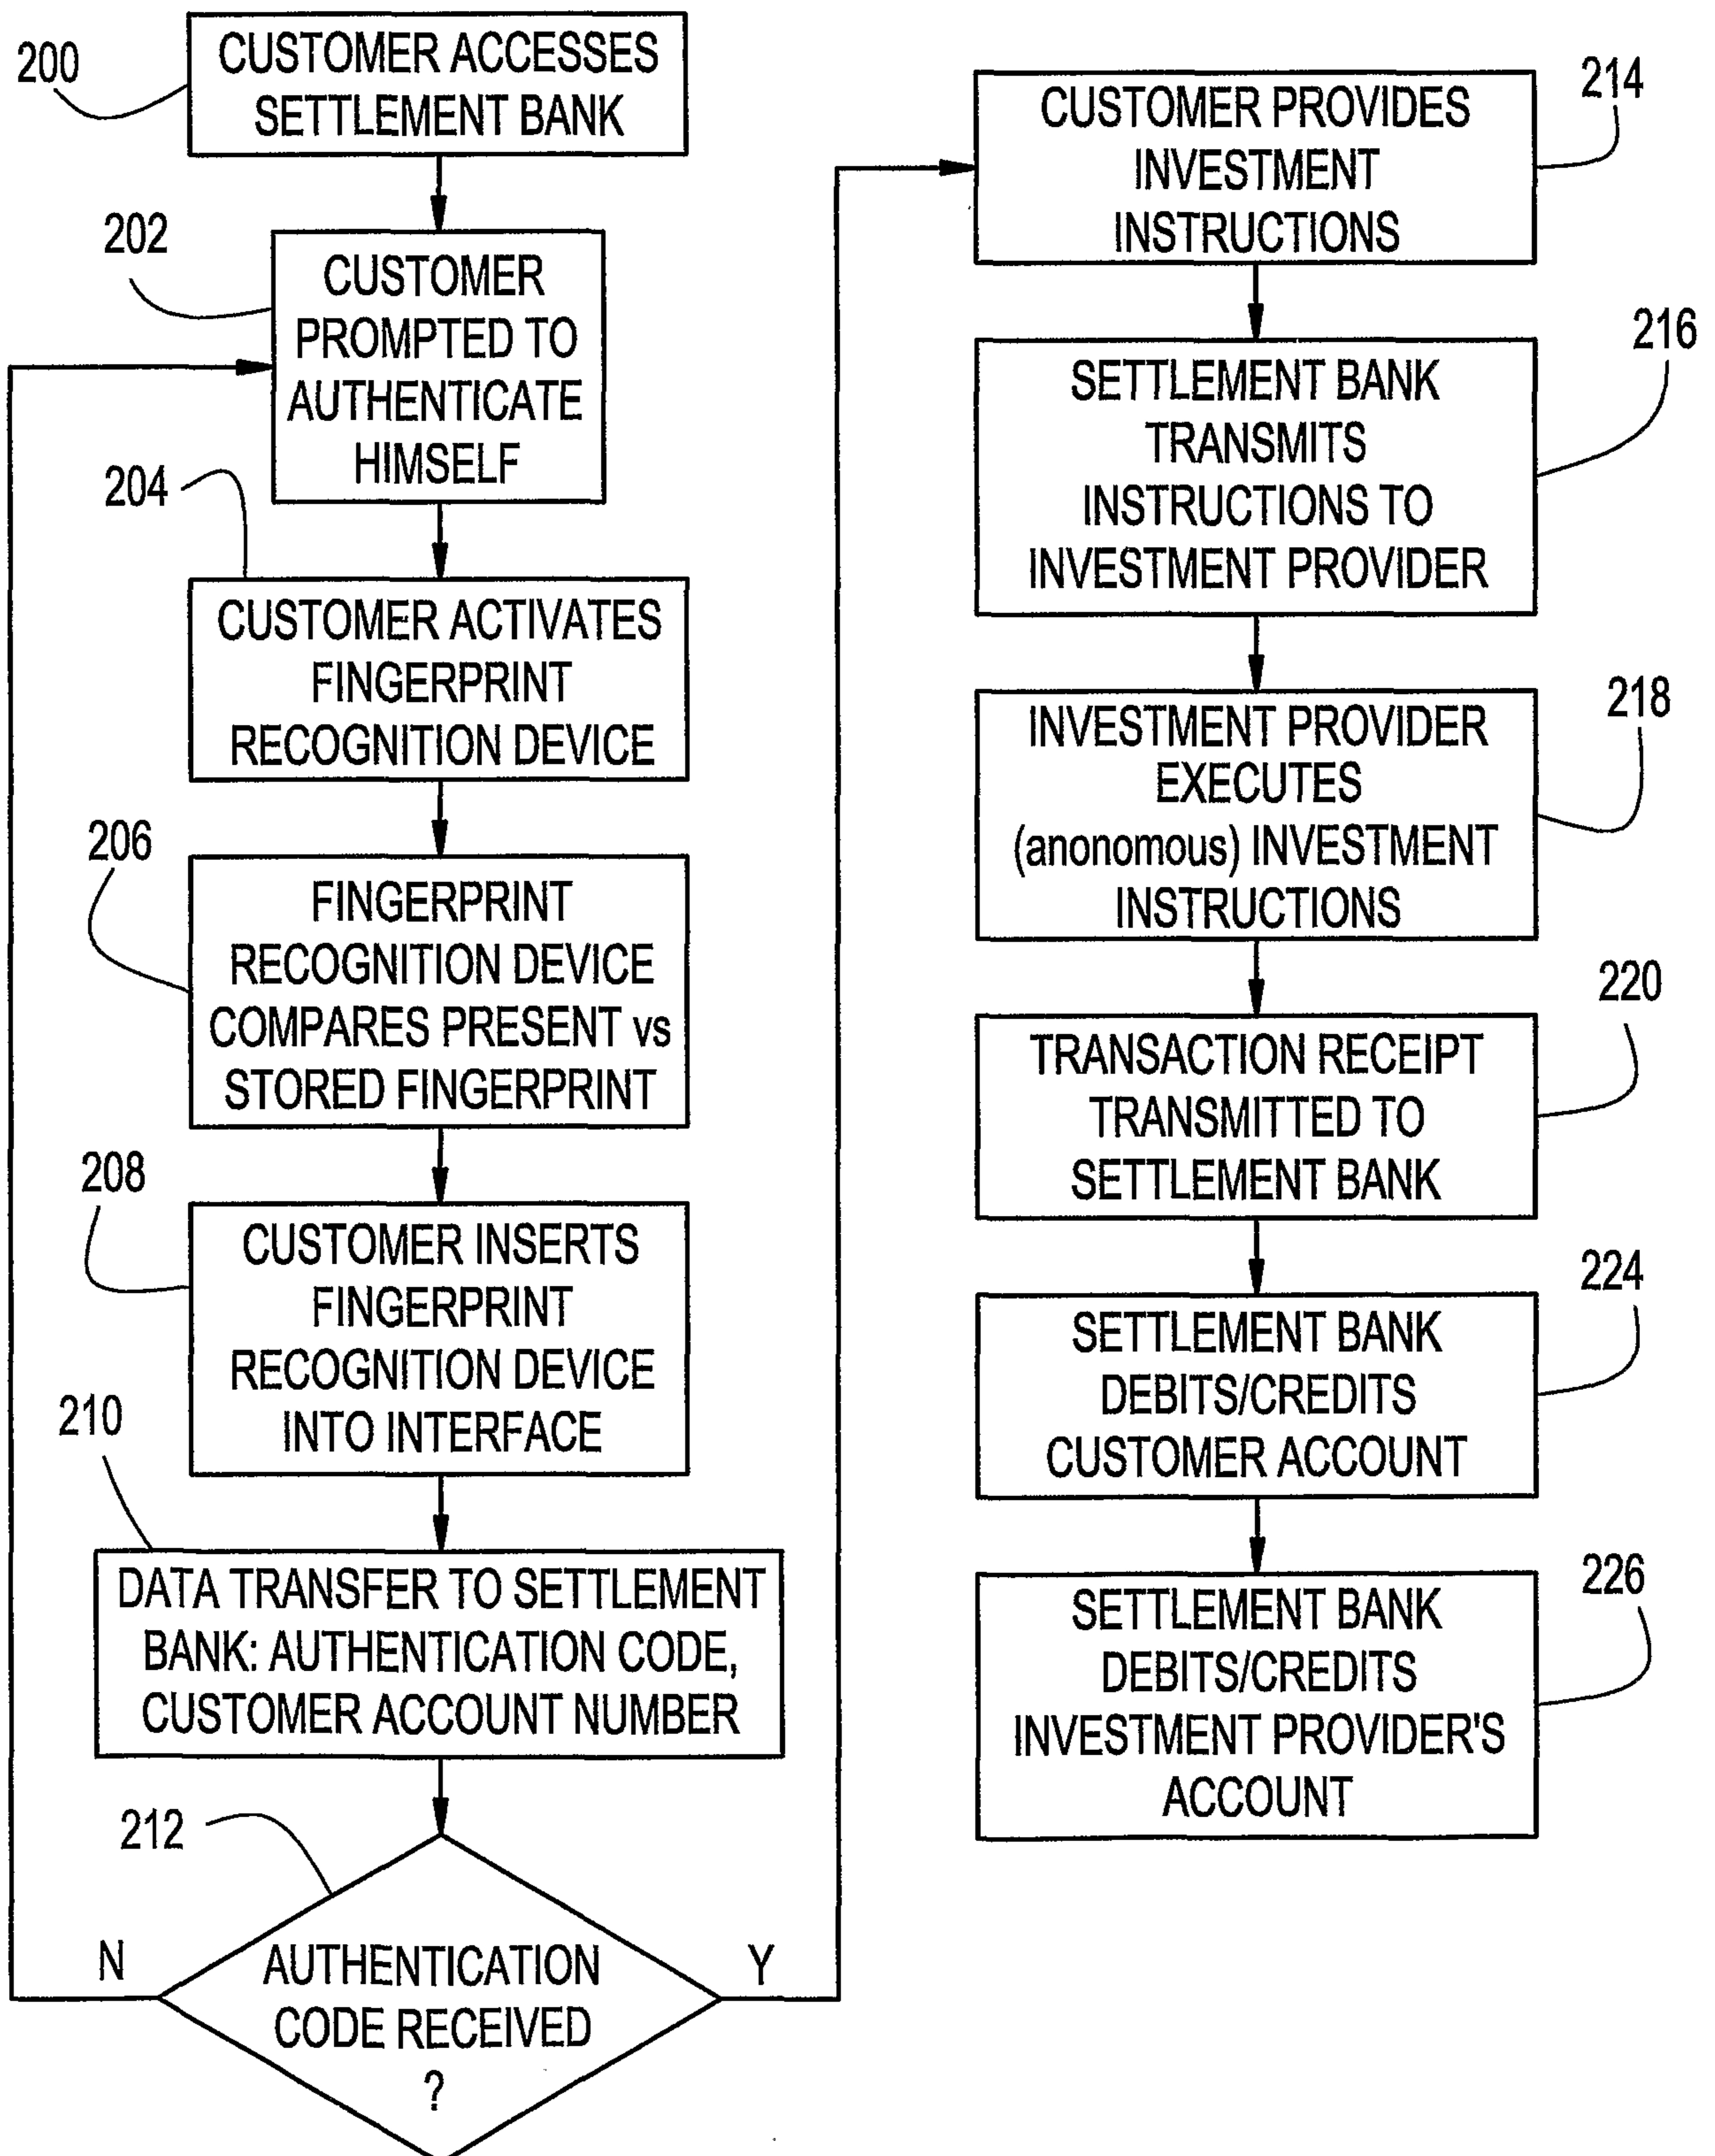 200
CUSTOMER ACCESSES
SETTLEMENT BANK
202
CUSTOMER
PROMPTED TO
AUTHENTICATE
HIMSELF
204
CUSTOMER ACTIVATES
FINGERPRINT
RECOGNITION DEVICE
206
FINGERPRINT
RECOGNITION DEVICE
COMPARES PRESENT vs
STORED FINGERPRINT
208
CUSTOMER INSERTS
FINGERPRINT
RECOGNITION DEVICE
INTO INTERFACE
210
DATA TRANSFER TO SETTLEMENT
BANK: AUTHENTICATION CODE,
CUSTOMER ACCOUNT NUMBER
212
N
AUTHENTICATION
CODE RECEIVED
?
Y
214
CUSTOMER PROVIDES
INVESTMENT
INSTRUCTIONS
216
SETTLEMENT BANK
TRANSMITS
INSTRUCTIONS TO
INVESTMENT PROVIDER
218
INVESTMENT PROVIDER
EXECUTES
(anonomous) INVESTMENT
INSTRUCTIONS
220
TRANSACTION RECEIPT
TRANSMITTED TO
SETTLEMENT BANK
224
SETTLEMENT BANK
DEBITS/CREDITS
CUSTOMER ACCOUNT
226
SETTLEMENT BANK
DEBITS/CREDITS
INVESTMENT PROVIDER'S
ACCOUNT